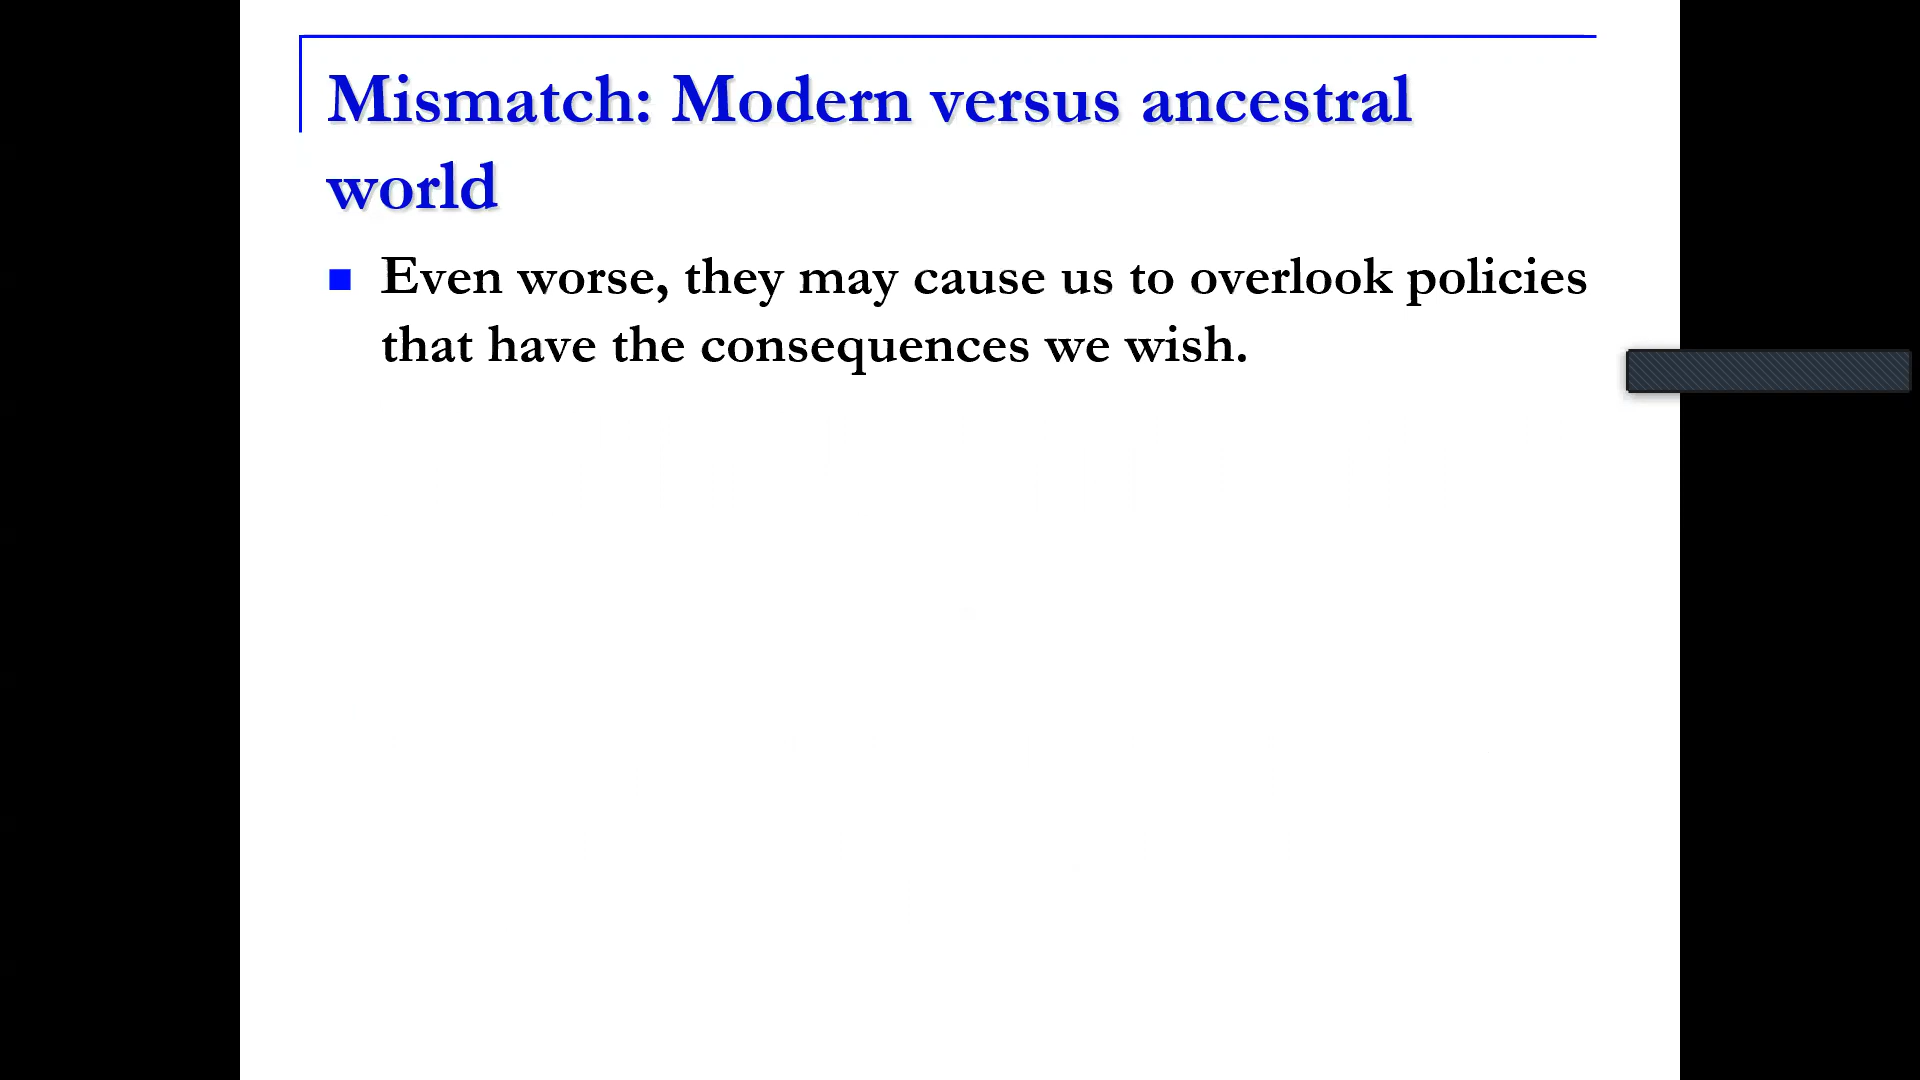 Mismatch: Modern versus ancestral
world
Even worse, they may cause us to overlook policies
that have the consequences we wish.